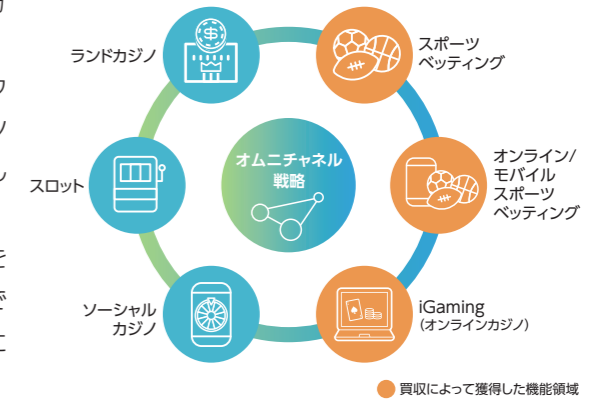 ランドカジノ
スポーツ
ベッティング
オムニチャネル
戦略
スロット
オンライン/
モバイル
スポーツ
ベッティング
ソーシャル
カジノ
iGaming
(オンラインカジノ)
買収によって獲得した機能領域